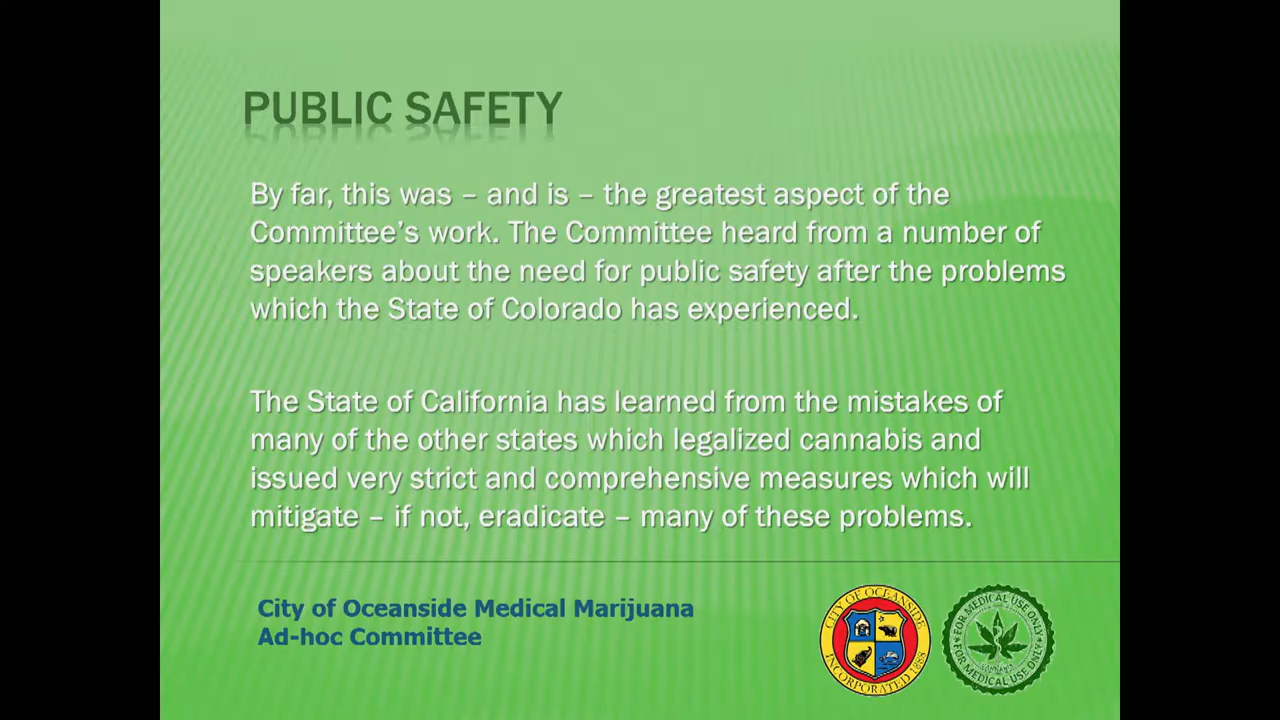 PUBLIC SAFETY
By far, this was – and is – the greatest aspect of the
Committee's work. The Committee heard from a number of
speakers about the need for public safety after the problems
which the State of Colorado has experienced.
The State of California has learned from the mistakes of
many of the other states which legalized cannabis and
issued very strict and comprehensive measures which will
mitigate – if not, eradicate – many of these problems.
City of Oceanside Medical Marijuana
Ad-hoc Committee
CITY OF OCEANSIDE
INCORPORATED 1888
FOR MEDICAL USE ONLY
FOR MEDICAL USE ONLY